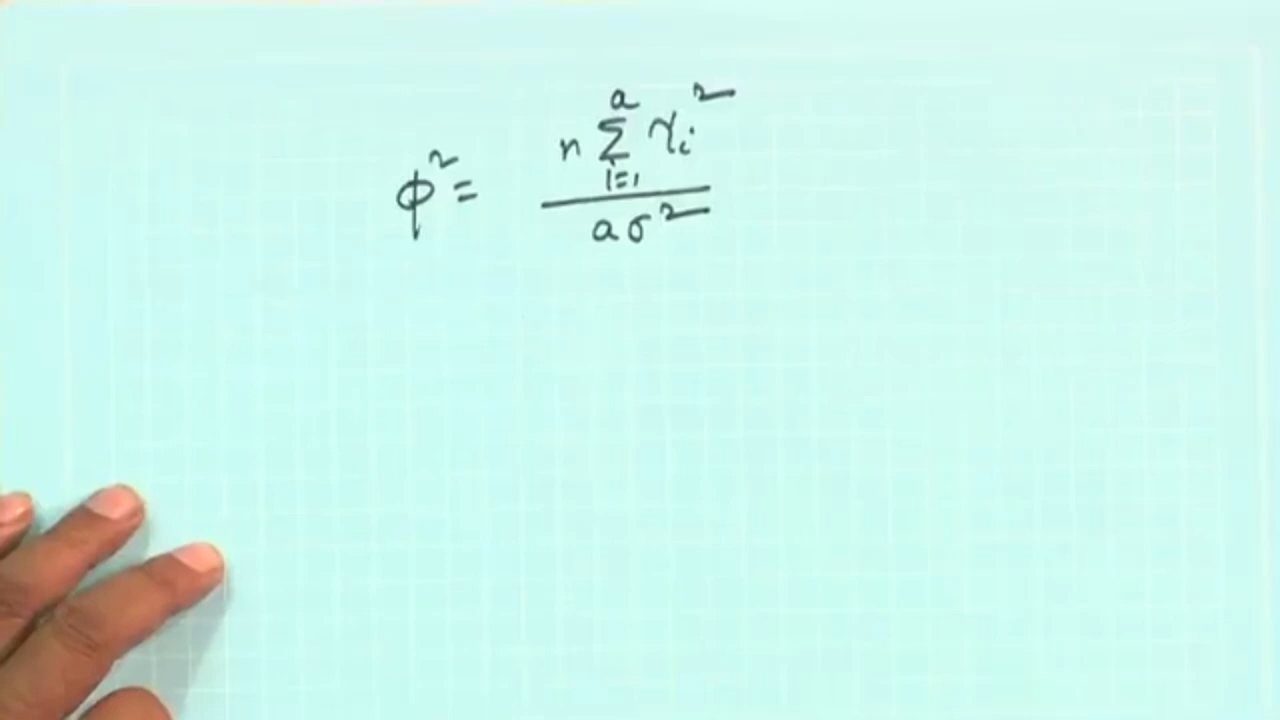 φ² = n Σ_{i=1}^{a} τ_i² / aσ²